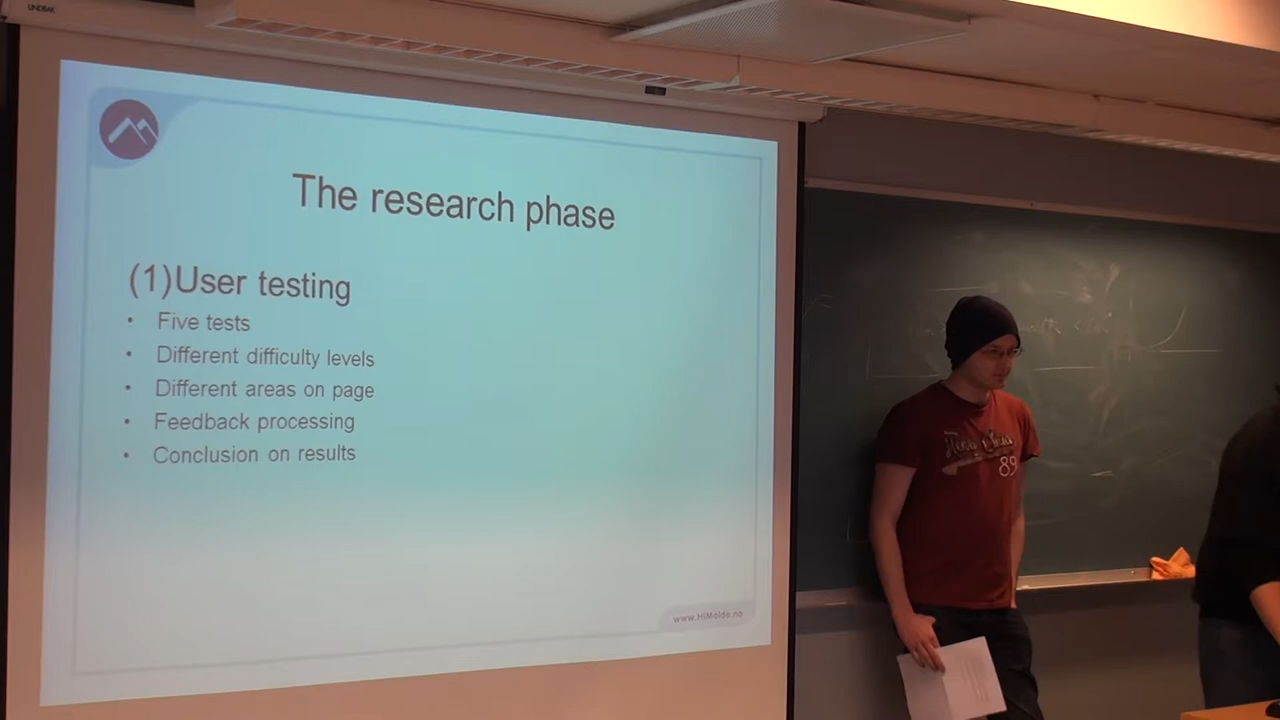 The research phase
(1)User testing
• Five tests
• Different difficulty levels
• Different areas on page
• Feedback processing
• Conclusion on results
www.HiMolde.no
89